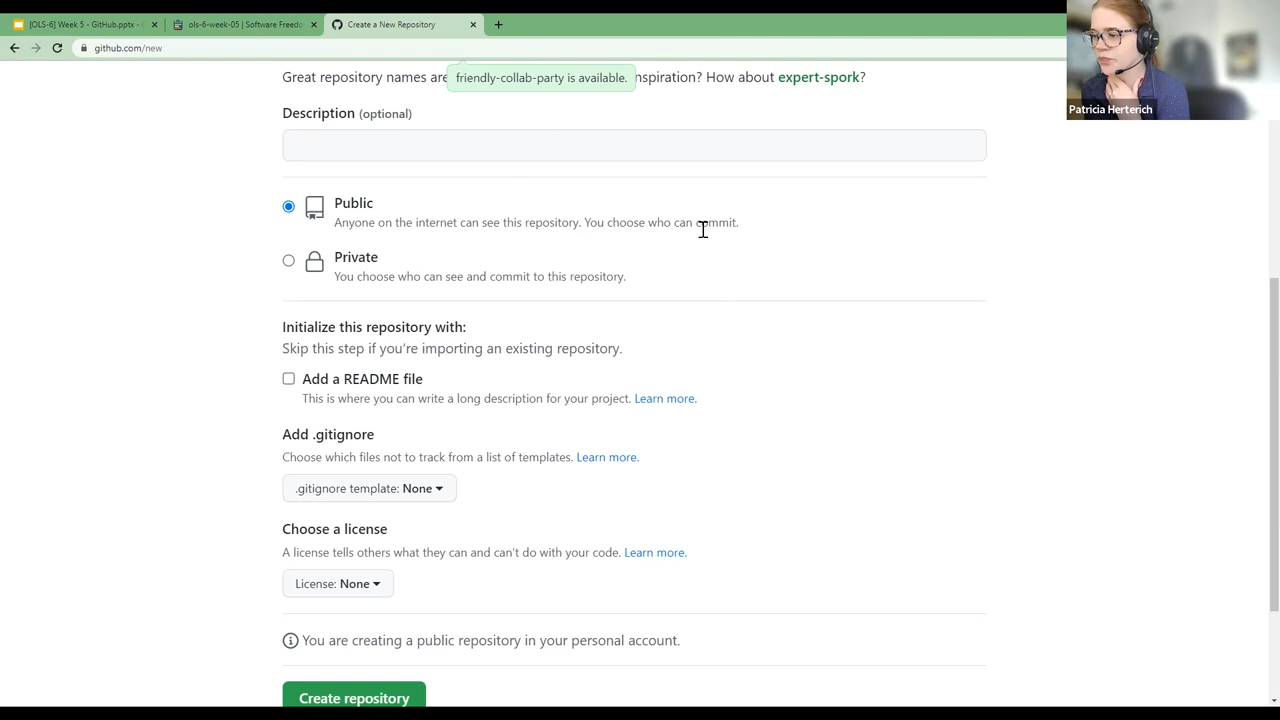 [OLS-6] Week 5 - GitHub.pptx - G
ols-6-week-05 | Software Freedo
Create a New Repository
github.com/new
Great repository names are
friendly-collab-party is available.
nspiration? How about expert-spork?
Description (optional)
Public
Anyone on the internet can see this repository. You choose who can commit.
Private
You choose who can see and commit to this repository.
Initialize this repository with:
Skip this step if you’re importing an existing repository.
Add a README file
This is where you can write a long description for your project. Learn more.
Add .gitignore
Choose which files not to track from a list of templates. Learn more.
.gitignore template: None
Choose a license
A license tells others what they can and can't do with your code. Learn more.
License: None
You are creating a public repository in your personal account.
Create repository
Patricia Herterich